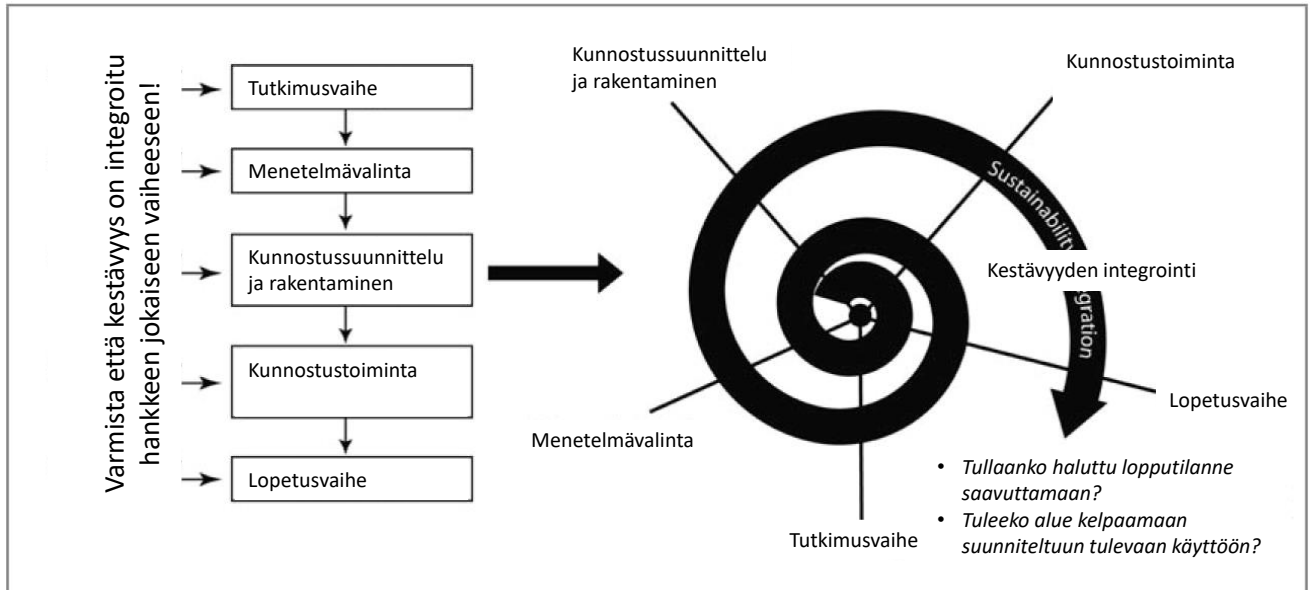 Varmista että kestävyys on integroitu
hankkeen jokaiseen vaiheeseen!
Tutkimusvaihe
Menetelmävalinta
Kunnostussuunnittelu
ja rakentaminen
Kunnostustoiminta
Lopetusvaihe
Kunnostussuunnittelu
ja rakentaminen
Kunnostustoiminta
Sustainability
gration
Kestävyyden integrointi
Lopetusvaihe
Menetelmävalinta
Tutkimusvaihe
• Tullaanko haluttu lopputilanne
saavuttamaan?
• Tuleeko alue kelpaamaan
suunniteltuun tulevaan käyttöön?